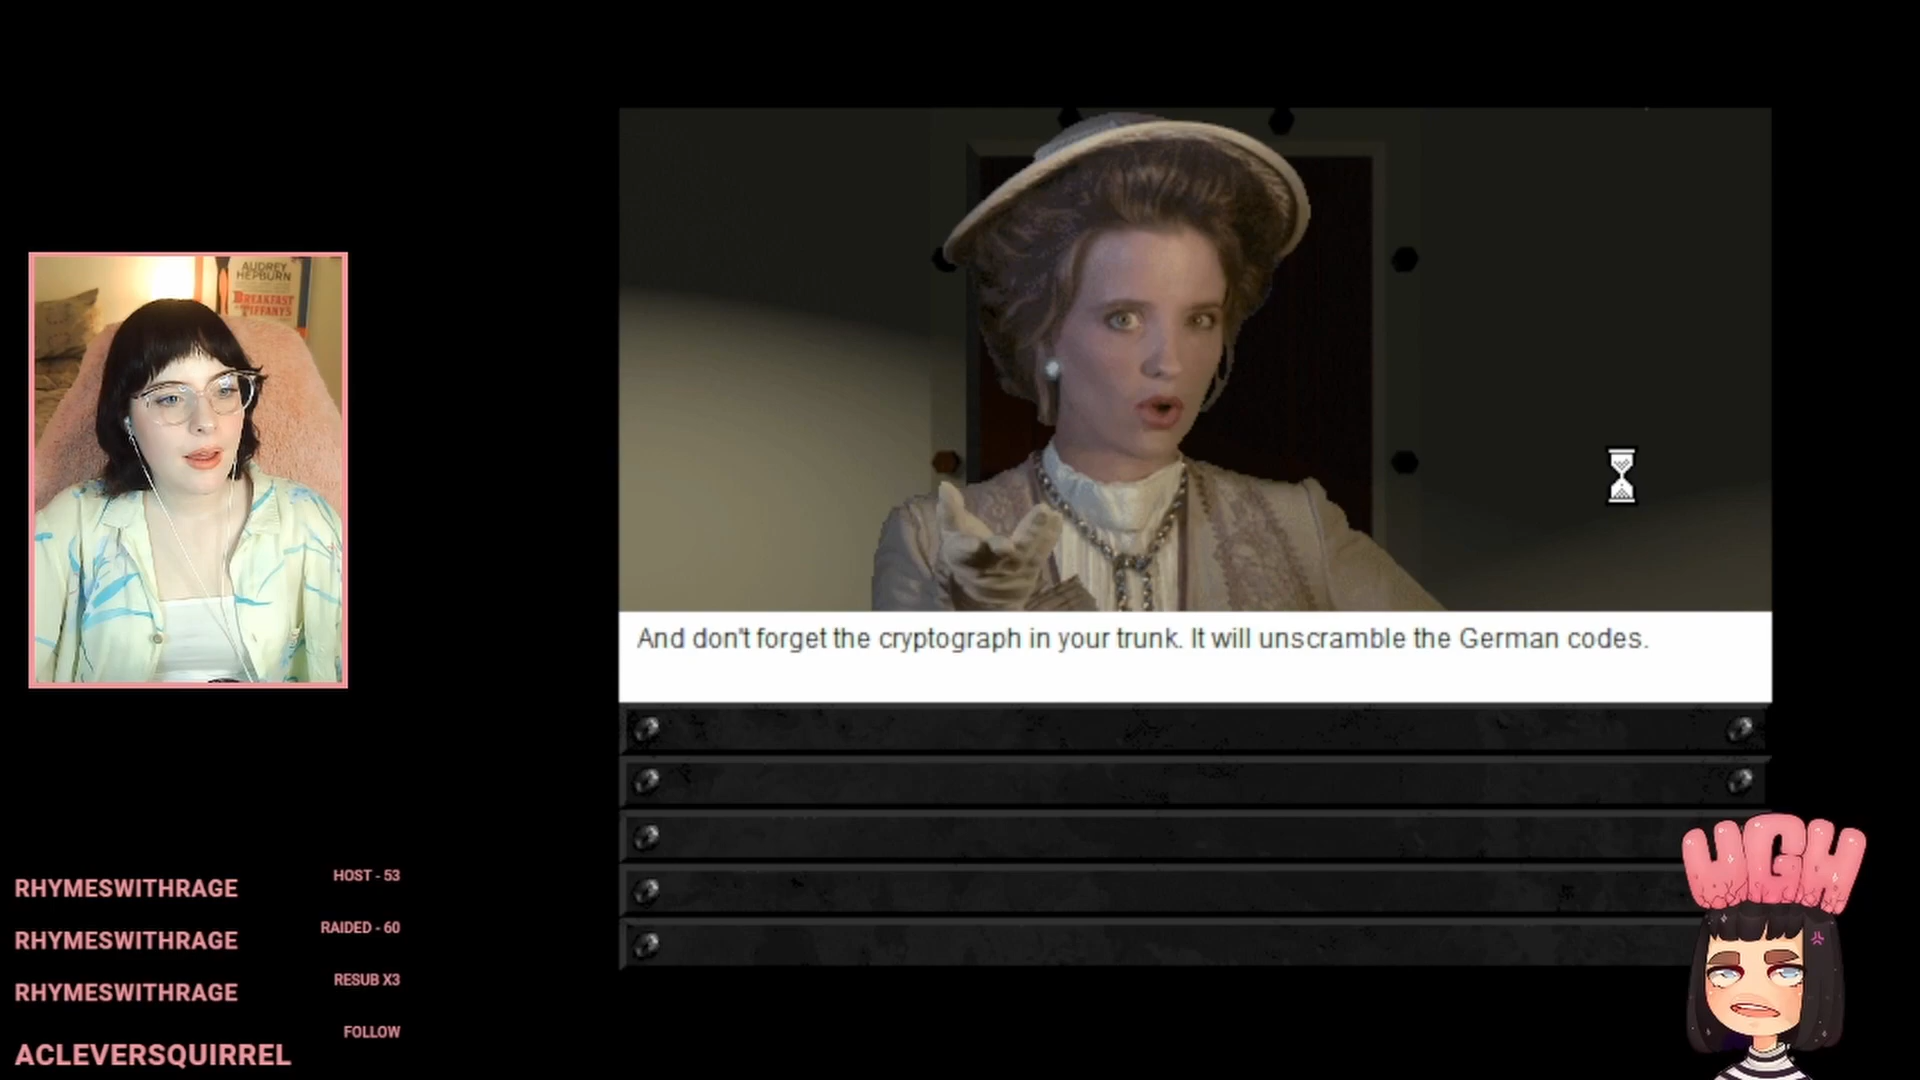 AUDREY
HEPBURN
BREAKFAST
TIFFANY'S
And don't forget the cryptograph in your trunk. It will unscramble the German codes.
RHYMESWITHRAGE HOST - 53
RHYMESWITHRAGE RAIDED - 60
RHYMESWITHRAGE RESUB X3
ACLEVERSQUIRREL FOLLOW
UGH